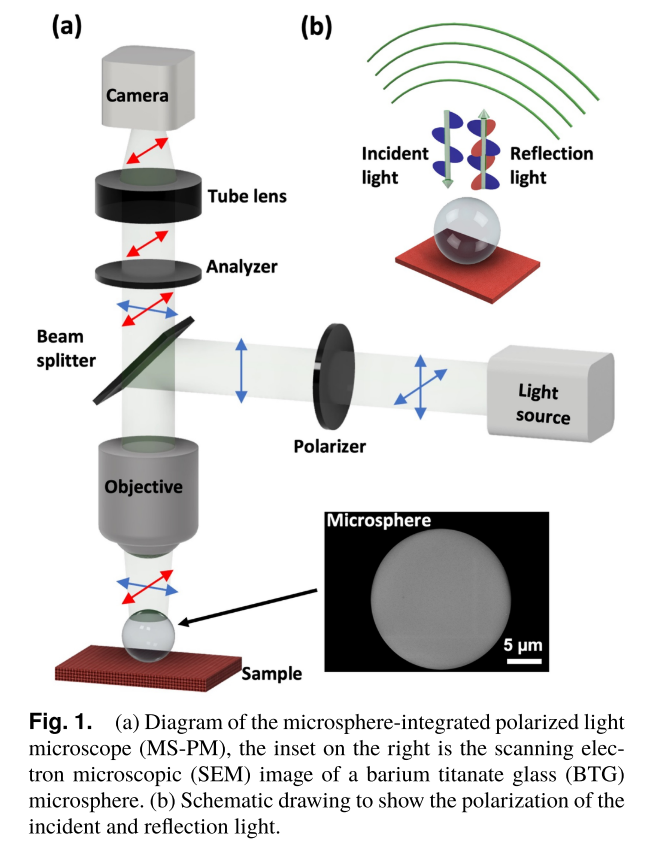 (a)
(b)
Camera
Incident
light
Reflection
light
Tube lens
Analyzer
Beam
splitter
Light
source
Polarizer
Objective
Microsphere
5 µm
Sample
Fig. 1. (a) Diagram of the microsphere-integrated polarized light
microscope (MS-PM), the inset on the right is the scanning elec-
tron microscopic (SEM) image of a barium titanate glass (BTG)
microsphere. (b) Schematic drawing to show the polarization of the
incident and reflection light.